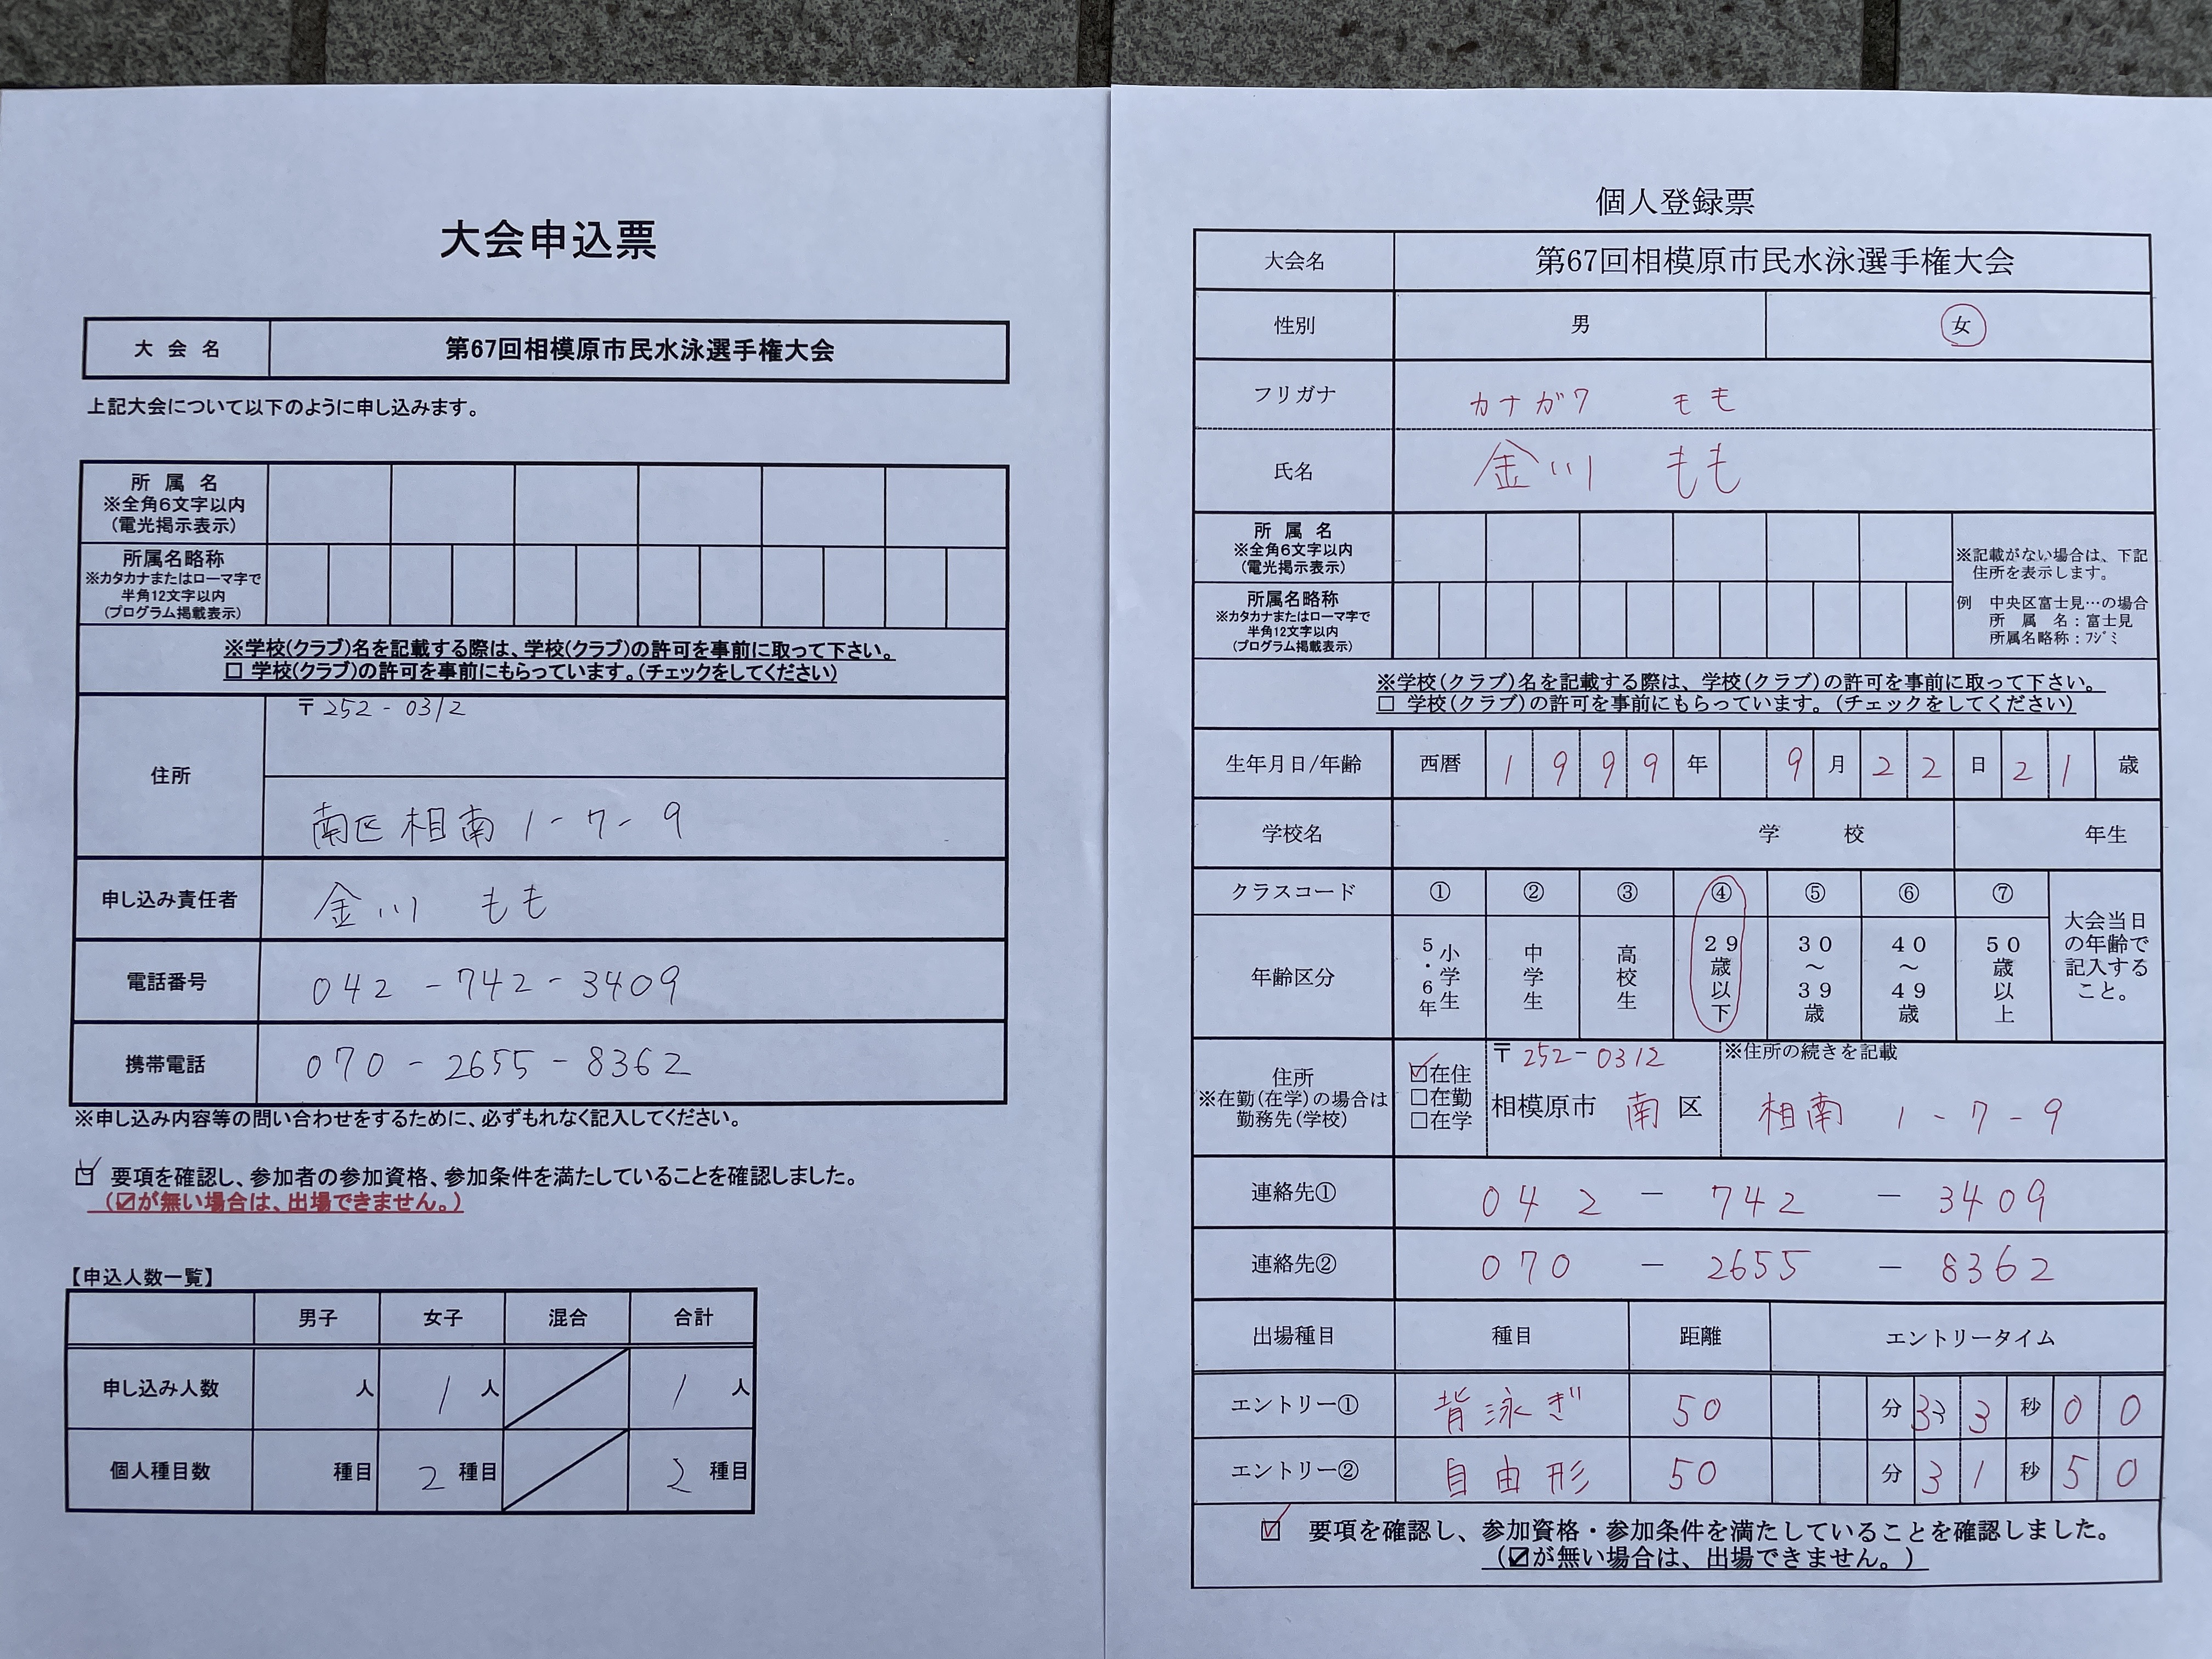 大会申込票
大会名 第67回相模原市民水泳選手権大会
上記大会について以下のように申し込みます。
所属名
※全角6文字以内
(電光掲示表示)
所属名略称
※カタカナまたはローマ字で
半角12文字以内
(プログラム掲載表示)
※学校(クラブ)名を記載する際は、学校(クラブ)の許可を事前に取って下さい。
□ 学校(クラブ)の許可を事前にもらっています。(チェックをしてください)
〒252-0312
住所
南区相南1-7-9
申し込み責任者 金川 もも
電話番号 042-742-3409
携帯電話 070-2655-8362
※申し込み内容等の問い合わせをするために、必ずもれなく記入してください。
☑ 要項を確認し、参加者の参加資格、参加条件を満たしていることを確認しました。
(☑が無い場合は、出場できません。)
【申込人数一覧】
男子 女子 混合 合計
申し込み人数 人 1人 1人
個人種目数 種目 2種目 2種目
個人登録票
大会名 第67回相模原市民水泳選手権大会
性別 男 女
フリガナ カナガワ モモ
氏名 金川 もも
所属名
※全角6文字以内
(電光掲示表示)
所属名略称
※カタカナまたはローマ字で
半角12文字以内
(プログラム掲載表示)
※記載がない場合は、下記
住所を表示します。
例 中央区富士見…の場合
所属名:富士見
所属名略称:フジミ
※学校(クラブ)名を記載する際は、学校(クラブ)の許可を事前に取って下さい。
□ 学校(クラブ)の許可を事前にもらっています。(チェックをしてください)
生年月日/年齢 西暦 1999年 9月22日 21歳
学校名 学校 年生
クラスコード ① ② ③ ④ ⑤ ⑥ ⑦
年齢区分 小学生5・6年 中学生 高校生 29歳以下 30~39歳 40~49歳 50歳以上
大会当日
の年齢で
記入する
こと。
住所
※在勤(在学)の場合は
勤務先(学校)
☑在住
□在勤
□在学
〒252-0312
相模原市 南 区
※住所の続きを記載
相南 1-7-9
連絡先① 042 - 742 - 3409
連絡先② 070 - 2655 - 8362
出場種目 種目 距離 エントリータイム
エントリー① 背泳ぎ 50 分 33秒00
エントリー② 自由形 50 分 31秒50
☑ 要項を確認し、参加資格・参加条件を満たしていることを確認しました。
(☑が無い場合は、出場できません。)